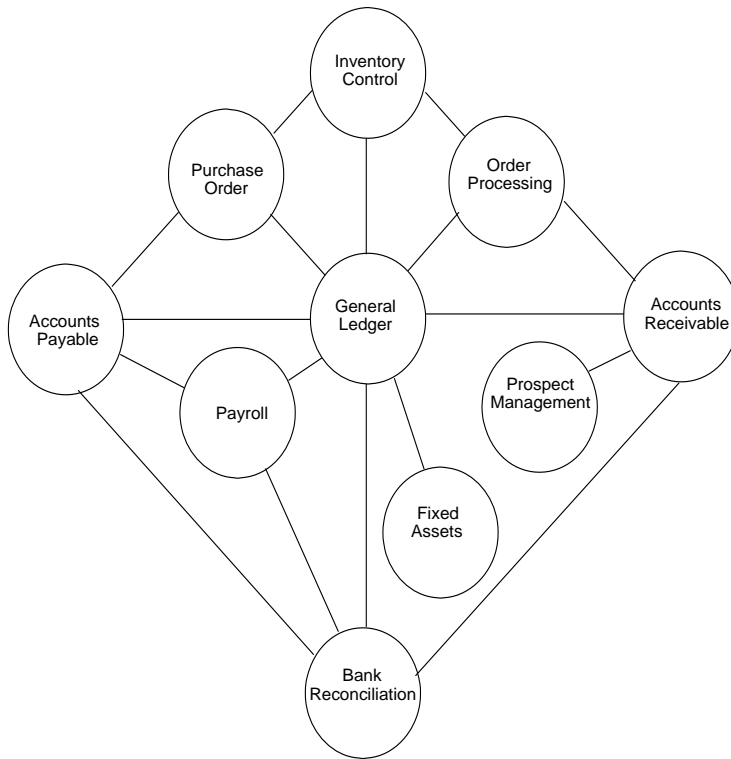 Inventory
Control
Purchase
Order
Order
Processing
Accounts
Payable
General
Ledger
Accounts
Receivable
Payroll
Prospect
Management
Fixed
Assets
Bank
Reconciliation